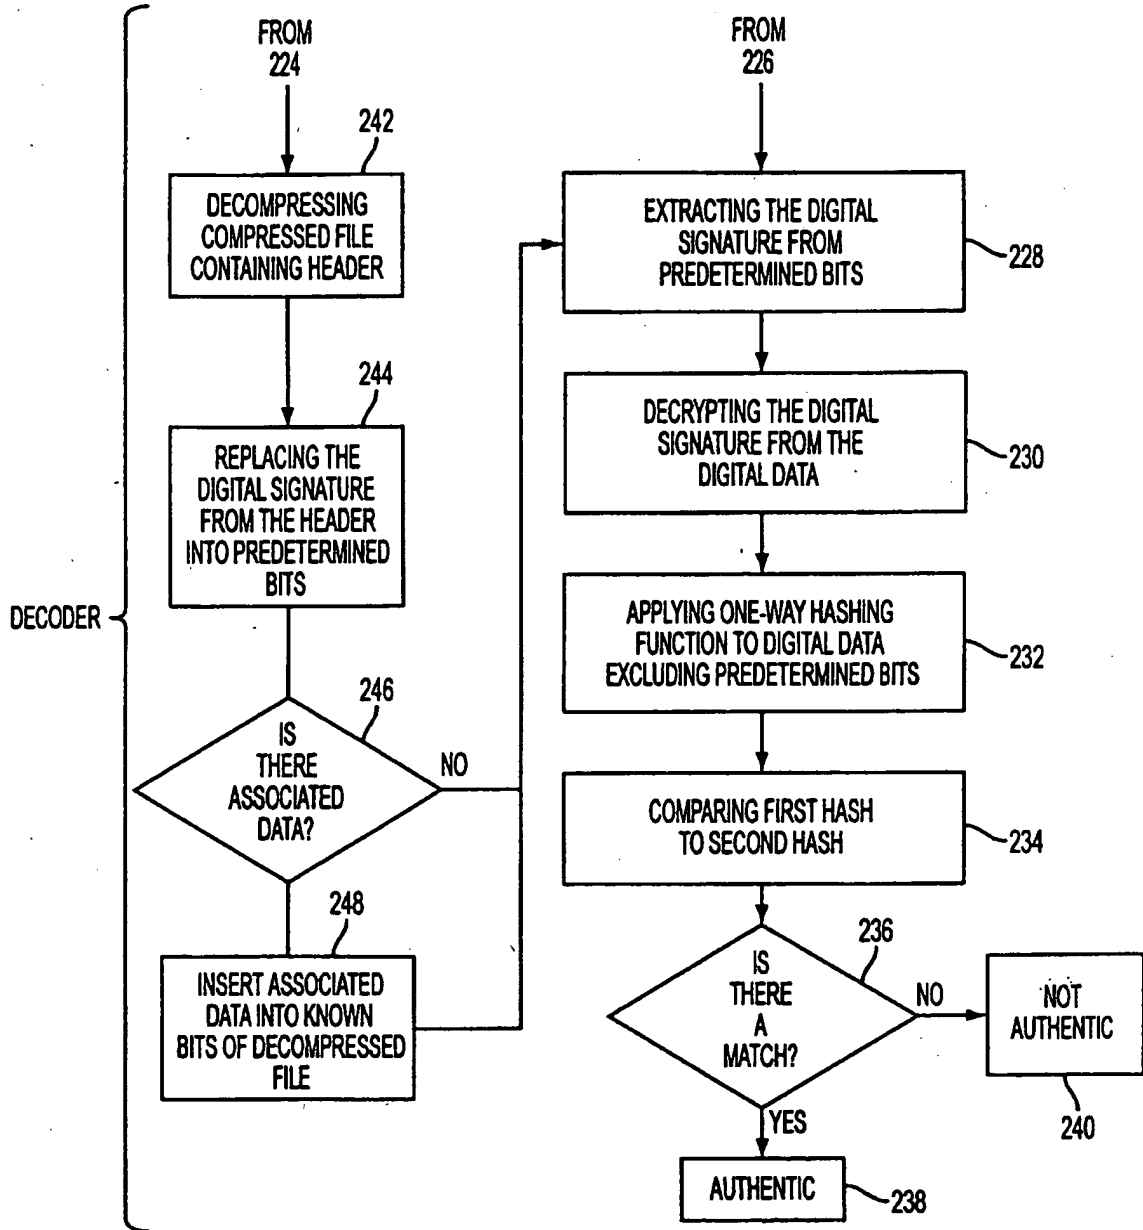 DECODER
FROM
224
242
DECOMPRESSING
COMPRESSED FILE
CONTAINING HEADER
244
REPLACING THE
DIGITAL SIGNATURE
FROM THE HEADER
INTO PREDETERMINED
BITS
246
IS
THERE
ASSOCIATED
DATA?
NO
248
INSERT ASSOCIATED
DATA INTO KNOWN
BITS OF DECOMPRESSED
FILE
FROM
226
EXTRACTING THE DIGITAL
SIGNATURE FROM
PREDETERMINED BITS
228
DECRYPTING THE DIGITAL
SIGNATURE FROM THE
DIGITAL DATA
230
APPLYING ONE-WAY HASHING
FUNCTION TO DIGITAL DATA
EXCLUDING PREDETERMINED BITS
232
COMPARING FIRST HASH
TO SECOND HASH
234
236
IS
THERE
A
MATCH?
NO
NOT
AUTHENTIC
240
YES
AUTHENTIC
238